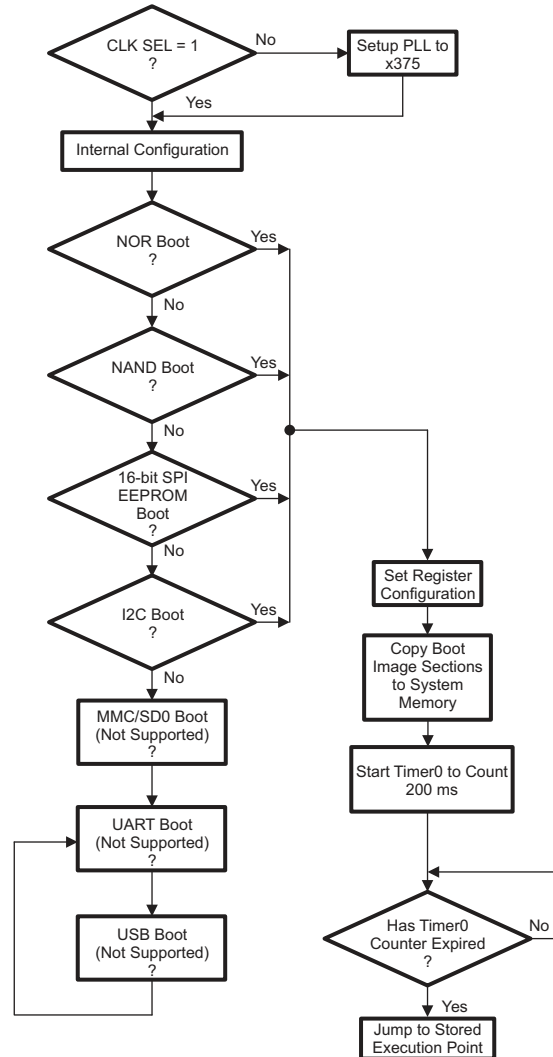 CLK SEL = 1
?
No
Setup PLL to
x375
Yes
Internal Configuration
NOR Boot
?
Yes
No
NAND Boot
?
Yes
No
16-bit SPI
EEPROM
Boot
?
Yes
No
I2C Boot
?
Yes
No
MMC/SD0 Boot
(Not Supported)
?
UART Boot
(Not Supported)
?
USB Boot
(Not Supported)
?
Set Register
Configuration
Copy Boot
Image Sections
to System
Memory
Start Timer0 to Count
200 ms
Has Timer0
Counter Expired
?
No
Yes
Jump to Stored
Execution Point